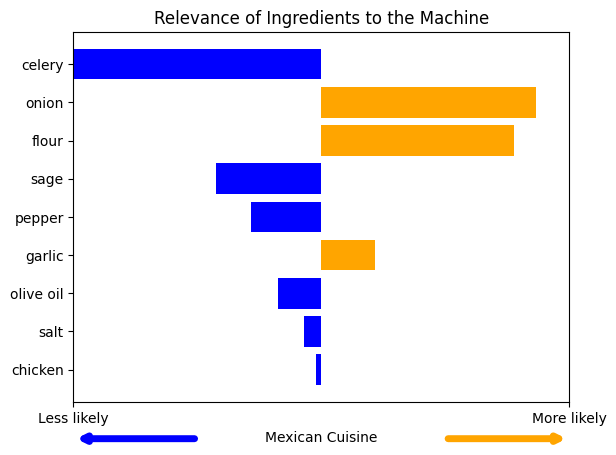 Relevance of Ingredients to the Machine
celery
onion
flour
sage
pepper
garlic
olive oil
salt
chicken
Less likely
More likely
Mexican Cuisine